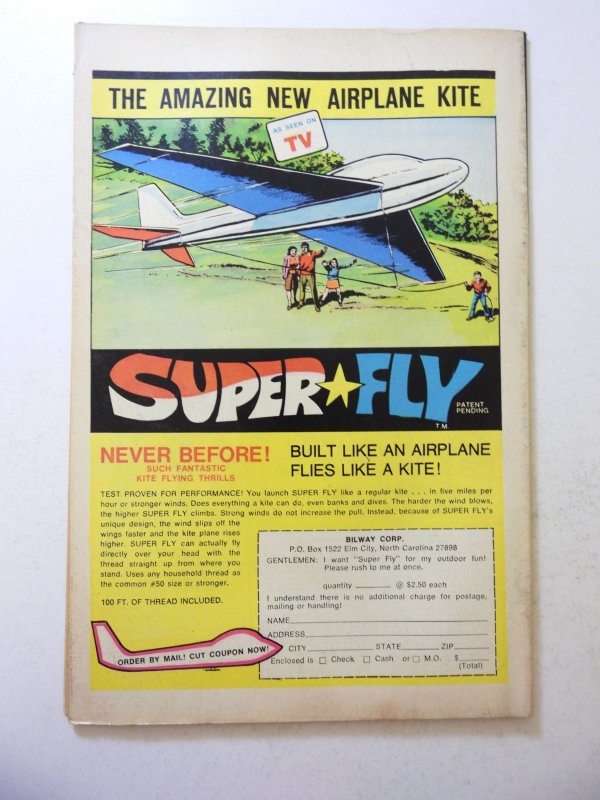 THE AMAZING NEW AIRPLANE KITE
AS SEEN ON
TV
SUPER★FLY
T.M.
PATENT
PENDING
NEVER BEFORE!
SUCH FANTASTIC
KITE FLYING THRILLS
BUILT LIKE AN AIRPLANE
FLIES LIKE A KITE!
TEST PROVEN FOR PERFORMANCE! You launch SUPER FLY like a regular kite . . . in five miles per
hour or stronger winds. Does everything a kite can do, even banks and dives. The harder the wind blows,
the higher SUPER FLY climbs. Strong winds do not increase the pull. Instead, because of SUPER FLY's
unique design, the wind slips off the
wings faster and the kite plane rises
higher. SUPER FLY can actually fly
directly over your head with the
thread straight up from where you
stand. Uses any household thread as
the common #50 size or stronger.
100 FT. OF THREAD INCLUDED.
ORDER BY MAIL! CUT COUPON NOW!
BILWAY CORP.
P.O. Box 1522 Elm City, North Carolina 27898
GENTLEMEN: I want "Super Fly" for my outdoor fun!
Please rush to me at once.
quantity ________ @ $2.50 each
I understand there is no additional charge for postage,
mailing or handling!
NAME
ADDRESS
CITY STATE ZIP
Enclosed is □ Check □ Cash or □ M.O. $
(Total)